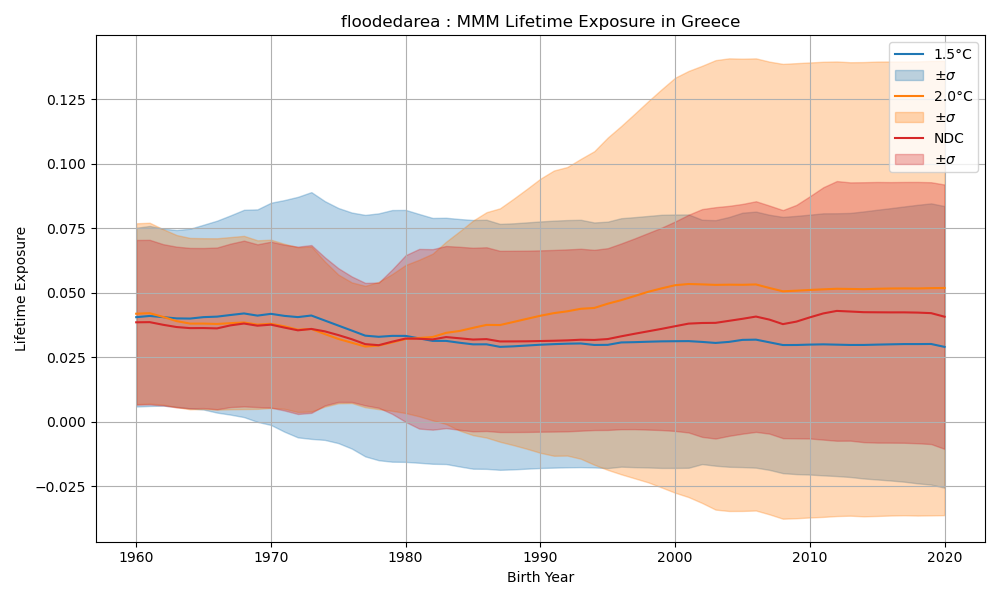 floodedarea : MMM Lifetime Exposure in Greece
1.5°C
±σ
2.0°C
±σ
NDC
±σ
Lifetime Exposure
0.125
0.100
0.075
0.050
0.025
0.000
−0.025
1960 1970 1980 1990 2000 2010 2020
Birth Year